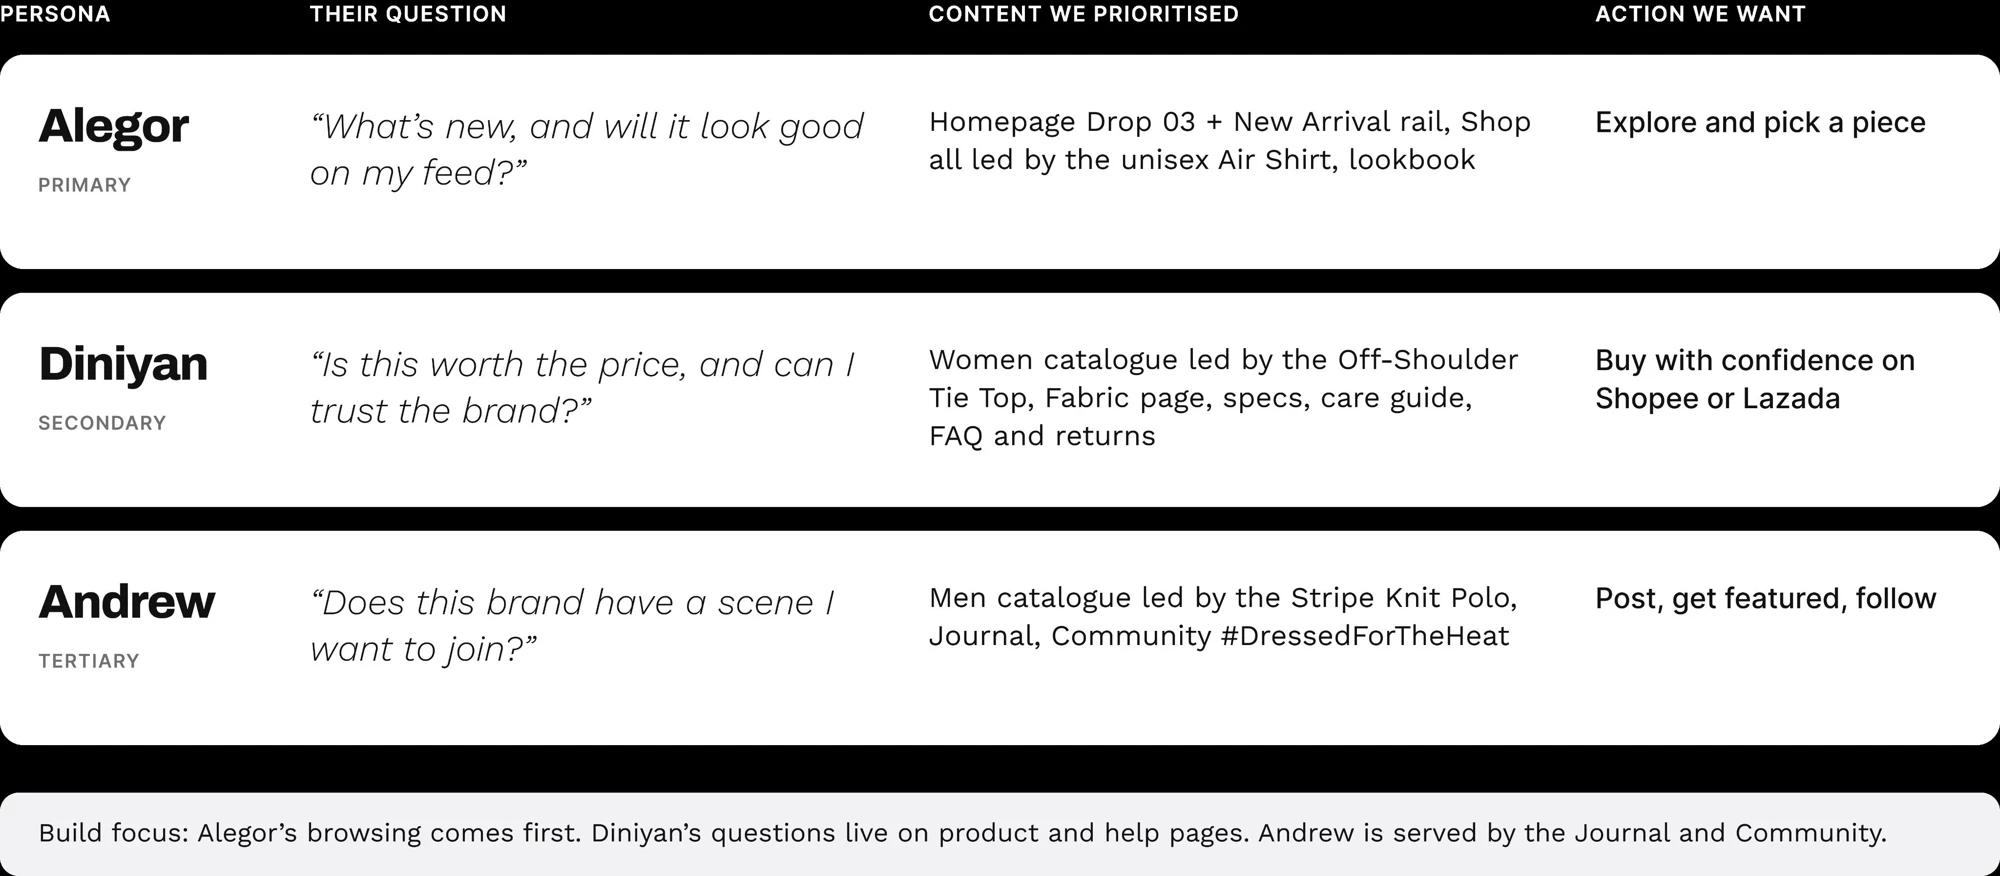 PERSONA
THEIR QUESTION
CONTENT WE PRIORITISED
ACTION WE WANT
Alegor
PRIMARY
“What’s new, and will it look good
on my feed?”
Homepage Drop 03 + New Arrival rail, Shop
all led by the unisex Air Shirt, lookbook
Explore and pick a piece
Diniyan
SECONDARY
“Is this worth the price, and can I
trust the brand?”
Women catalogue led by the Off-Shoulder
Tie Top, Fabric page, specs, care guide,
FAQ and returns
Buy with confidence on
Shopee or Lazada
Andrew
TERTIARY
“Does this brand have a scene I
want to join?”
Men catalogue led by the Stripe Knit Polo,
Journal, Community #DressedForTheHeat
Post, get featured, follow
Build focus: Alegor’s browsing comes first. Diniyan’s questions live on product and help pages. Andrew is served by the Journal and Community.